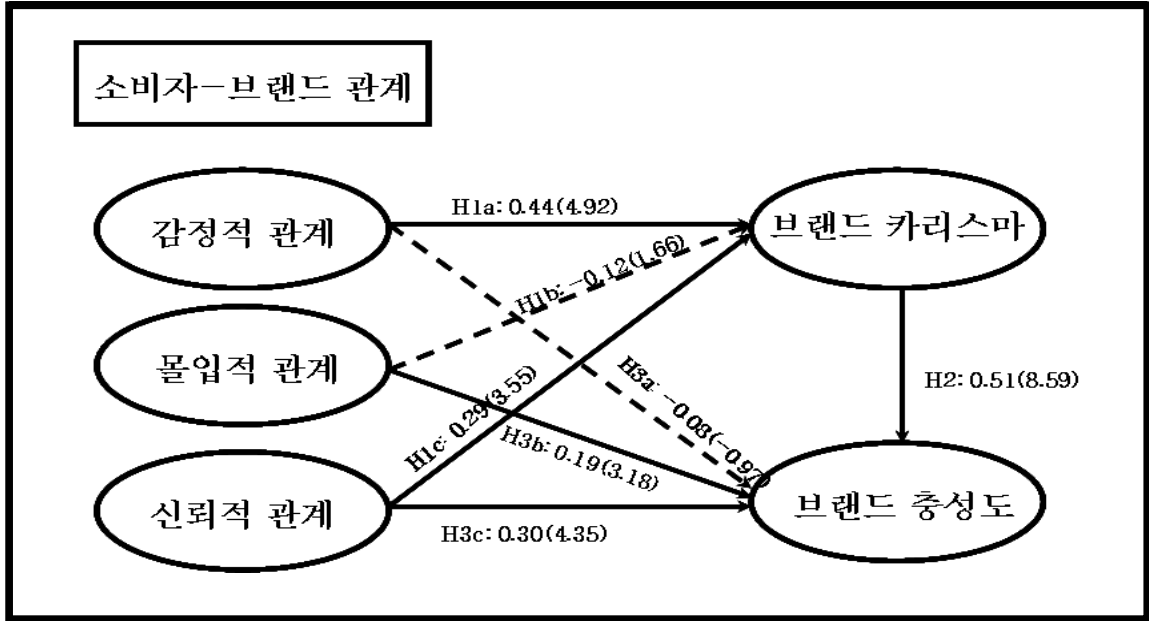 소비자-브랜드 관계
감정적 관계
H1a: 0.44(4.92)
브랜드 카리스마
H1b: -0.12(1.66)
몰입적 관계
H3a: -0.08(-0.97)
H2: 0.51(8.59)
H1c: 0.29(3.55)
H3b: 0.19(3.18)
신뢰적 관계
H3c: 0.30(4.35)
브랜드 충성도